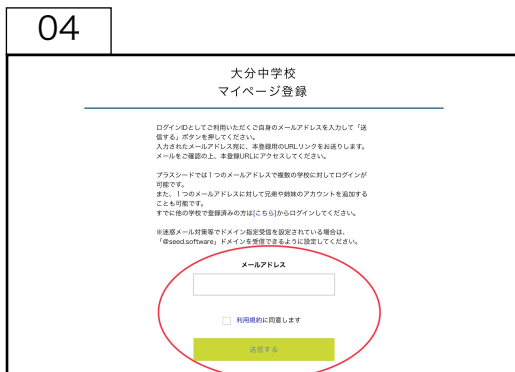 04
大分中学校
マイページ登録
ログインIDとしてご利用いただくご自身のメールアドレスを入力して「送
信する」ボタンを押してください。
入力されたメールアドレス宛に、本登録用のURLリンクをお送りします。
メールをご確認の上、本登録URLにアクセスしてください。
プラスシードでは1つのメールアドレスで複数の学校に対してログインが
可能です。
また、1つのメールアドレスに対して兄弟や姉妹のアカウントを追加する
ことも可能です。
すでに他の学校で登録済みの方は[こちら]からログインしてください。
※迷惑メール対策等でドメイン指定受信を設定されている場合は、
「@seed.software」ドメインを受信できるように設定してください。
メールアドレス
利用規約に同意します
送信する